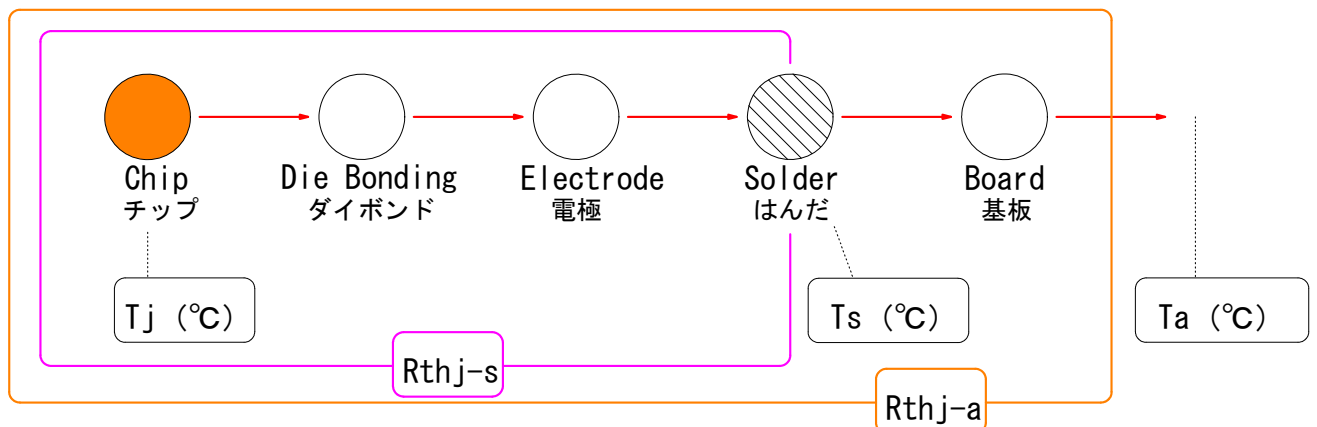 Chip
チップ
Die Bonding
ダイボンド
Electrode
電極
Solder
はんだ
Board
基板
Tj (℃)
Ts (℃)
Ta (℃)
Rthj-s
Rthj-a